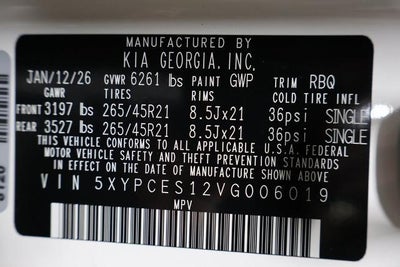 MANUFACTURED BY
KIA GEORGIA, INC.
JAN/12/26 GVWR 6261 lbs PAINT GWP TRIM RBQ
GAWR TIRES RIMS COLD TIRE INFL
FRONT 3197 lbs 265/45R21 8.5Jx21 36psi SINGLE
REAR 3527 lbs 265/45R21 8.5Jx21 36psi SINGLE
THIS VEHICLE CONFORMS TO ALL APPLICABLE U.S.A. FEDERAL
MOTOR VEHICLE SAFETY AND THEFT PREVENTION STANDARDS
IN EFFECT ON THE DATE OF MANUFACTURE SHOWN ABOVE
VIN 5XYPCES12VG006019
MPV